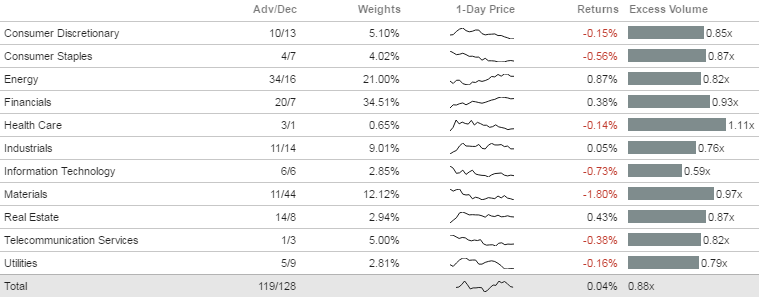 Adv/Dec Weights 1-Day Price Returns Excess Volume
Consumer Discretionary 10/13 5.10% -0.15% 0.85x
Consumer Staples 4/7 4.02% -0.56% 0.87x
Energy 34/16 21.00% 0.87% 0.82x
Financials 20/7 34.51% 0.38% 0.93x
Health Care 3/1 0.65% -0.14% 1.11x
Industrials 11/14 9.01% 0.05% 0.76x
Information Technology 6/6 2.85% -0.73% 0.59x
Materials 11/44 12.12% -1.80% 0.97x
Real Estate 14/8 2.94% 0.43% 0.87x
Telecommunication Services 1/3 5.00% -0.38% 0.82x
Utilities 5/9 2.81% -0.16% 0.79x
Total 119/128 0.04% 0.88x